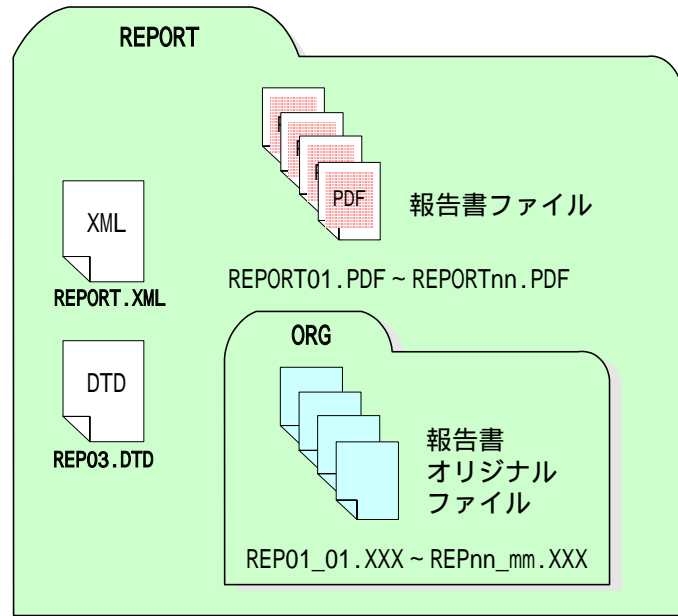 REPORT
PDF
報告書ファイル
REPORT01.PDF～REPORTnn.PDF
XML
REPORT.XML
DTD
REP03.DTD
ORG
報告書
オリジナル
ファイル
REP01_01.XXX～REPnn_mm.XXX